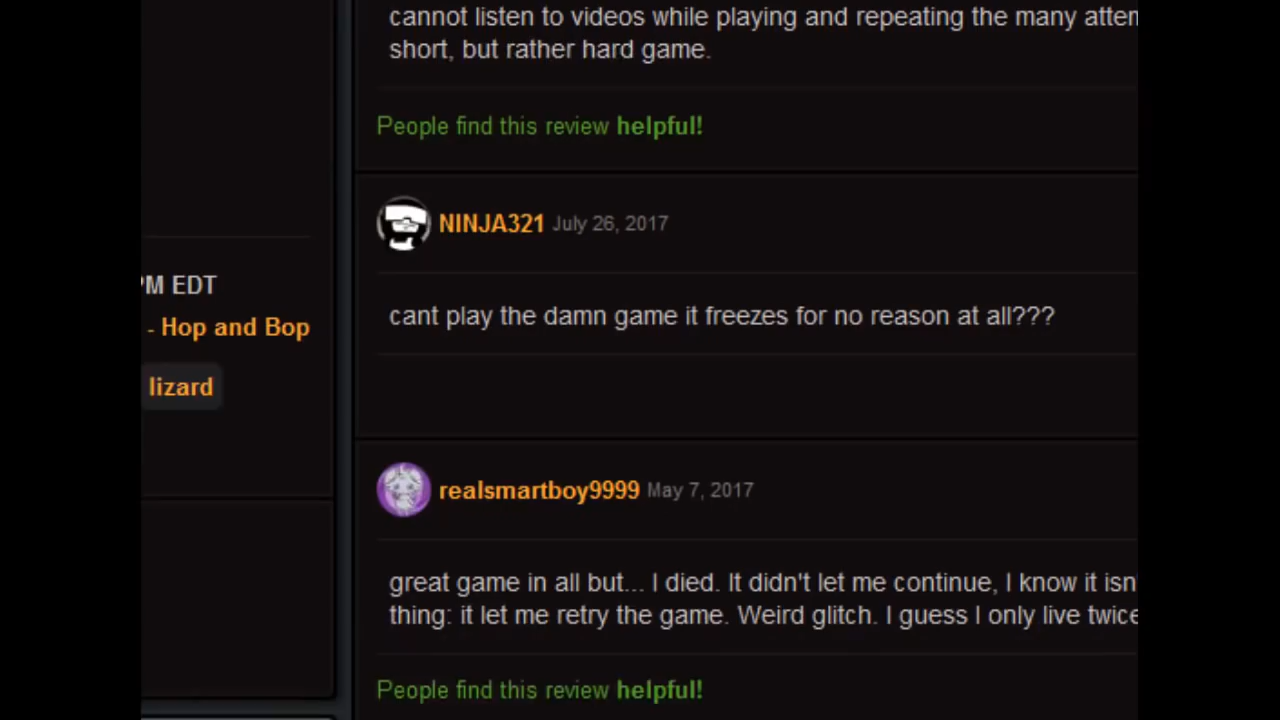 cannot listen to videos while playing and repeating the many
short, but rather hard game.
People find this review helpful!
NINJA321 July 26, 2017
PM EDT
cant play the damn game it freezes for no reason at all???
- Hop and Bop
lizard
realsmartboy9999 May 7, 2017
great game in all but... I died. It didn't let me continue, I know it
thing: it let me retry the game. Weird glitch. I guess I only live twice
People find this review helpful!